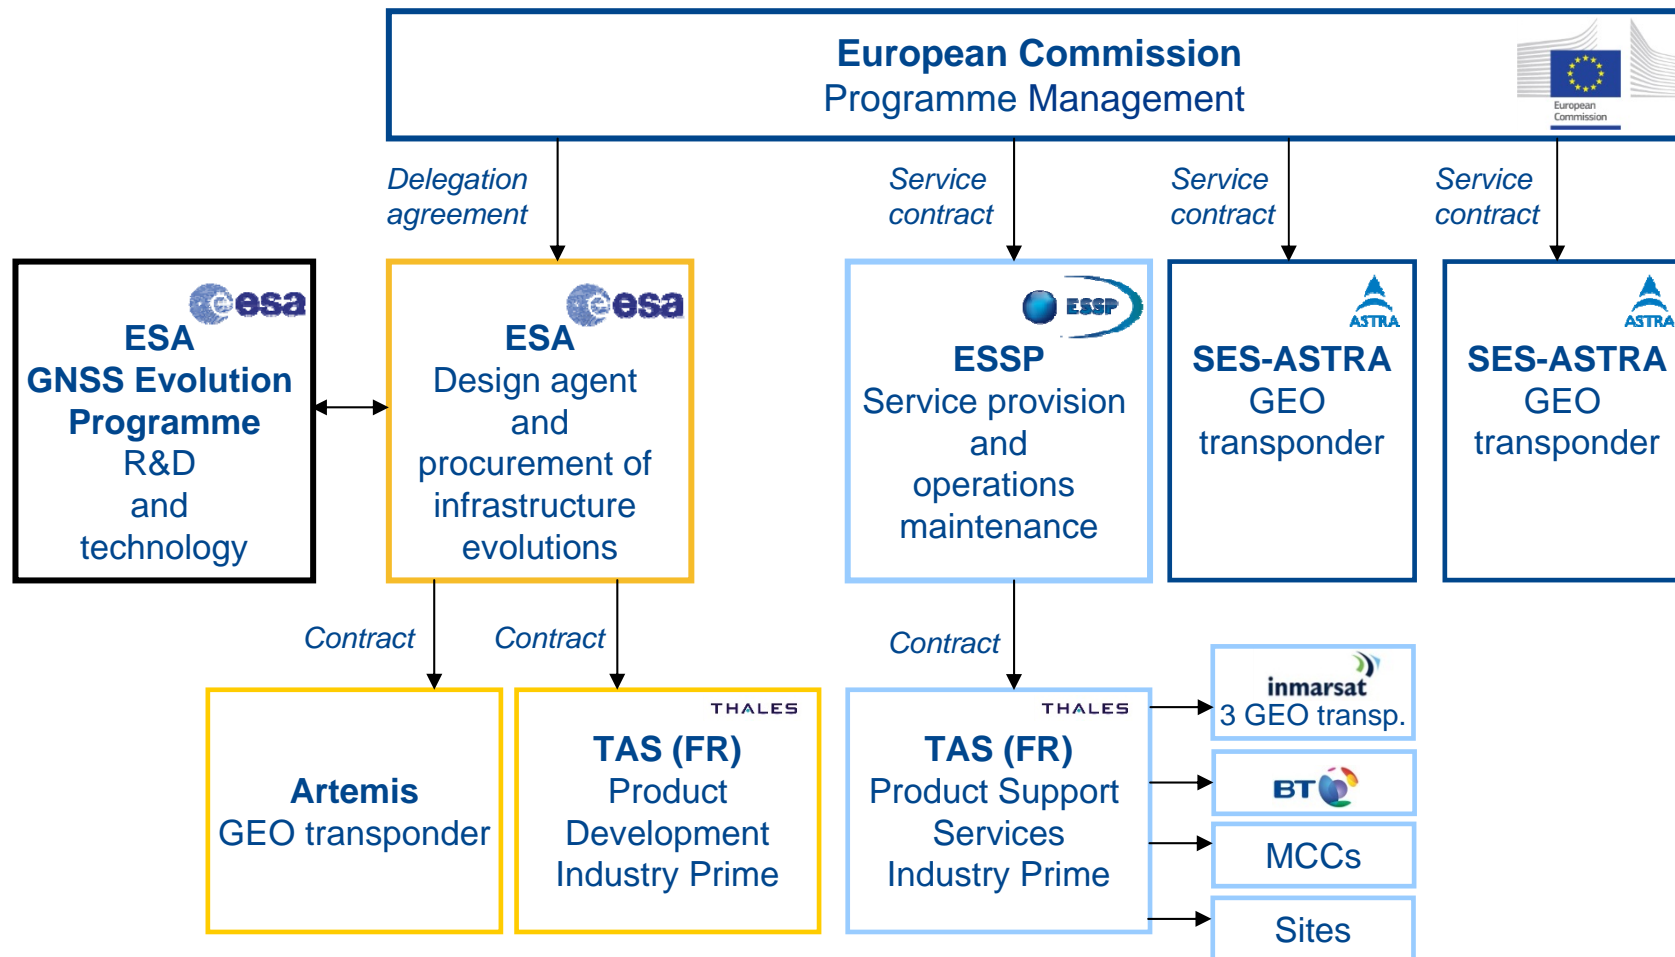 European Commission
Programme Management
European
Commission
Delegation
agreement
Service
contract
Service
contract
Service
contract
esa
ESA
GNSS Evolution
Programme
R&D
and
technology
esa
ESA
Design agent
and
procurement of
infrastructure
evolutions
ESSP
ESSP
Service provision
and
operations
maintenance
ASTRA
SES-ASTRA
GEO
transponder
ASTRA
SES-ASTRA
GEO
transponder
Contract
Contract
Contract
Artemis
GEO transponder
THALES
TAS (FR)
Product
Development
Industry Prime
THALES
TAS (FR)
Product Support
Services
Industry Prime
inmarsat
3 GEO transp.
BT
MCCs
Sites